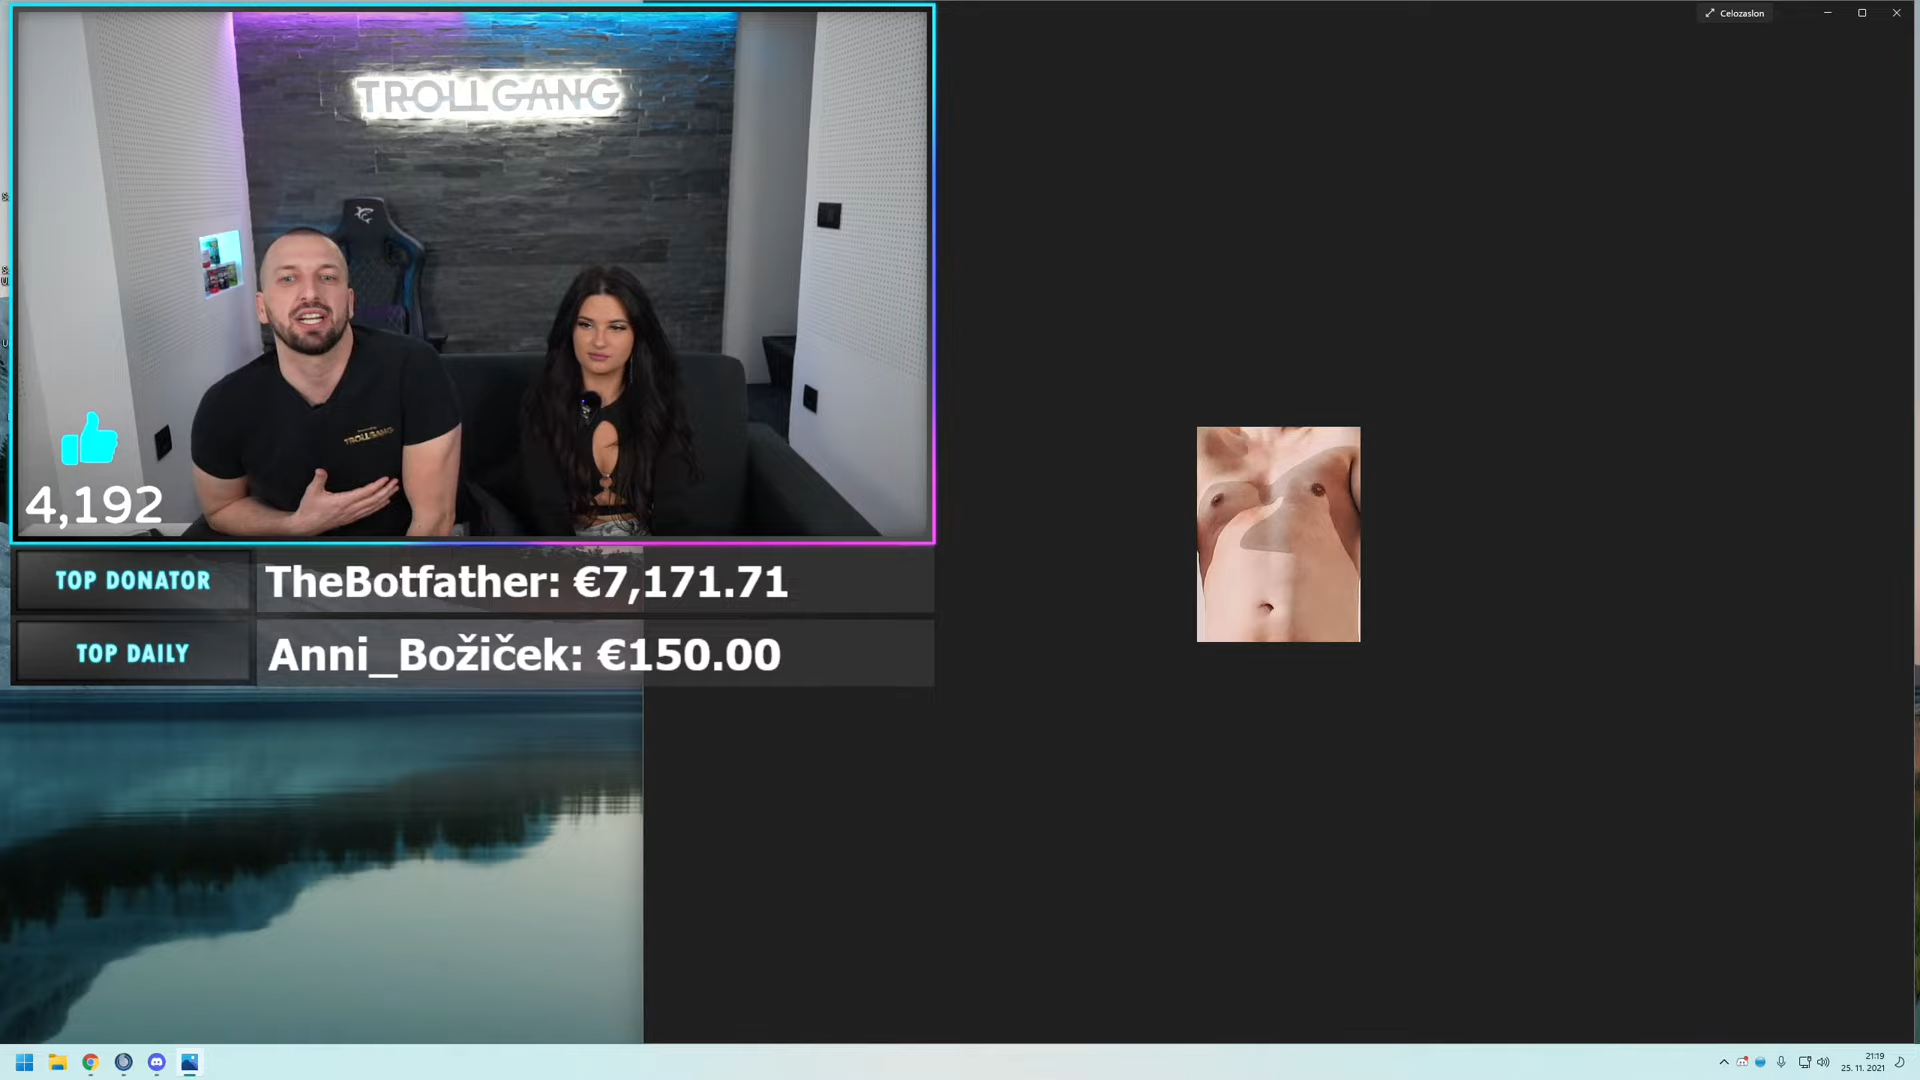 Celozaslon
TROLLGANG
TROLLGANG
4,192
TOP DONATOR
TheBotfather: €7,171.71
TOP DAILY
Anni_Božiček: €150.00
21:19
25. 11. 2021